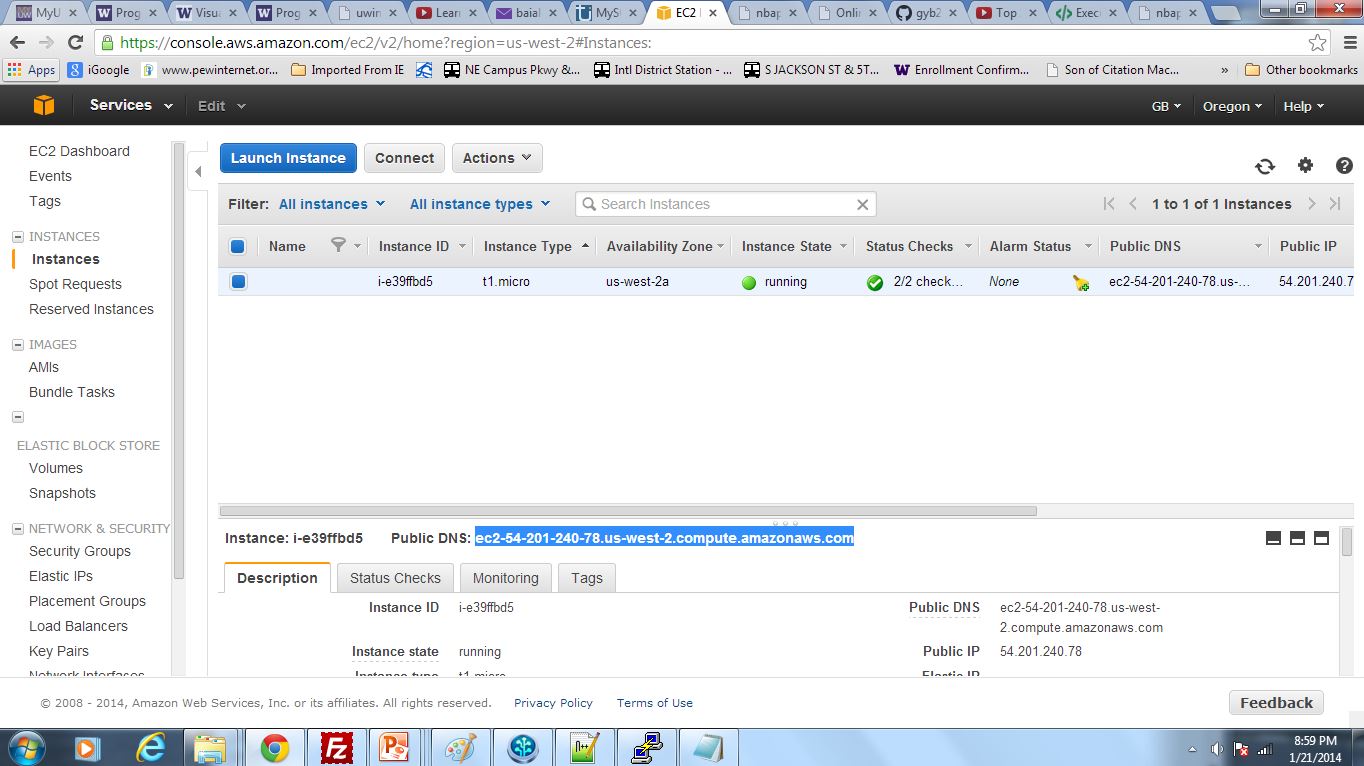 MyU
Prog
Visua
Prog
uwin
Learn
baial
Prog
MySt
EC2
nbap
Onlin
gyb2
Top
Exec
nbap
https://console.aws.amazon.com/ec2/v2/home?region=us-west-2#Instances:
Apps iGoogle www.pewinternet.or... Imported From IE NE Campus Pkwy &... Intl District Station - ... S JACKSON ST & 5T... Enrollment Confirm... Son of Citation Mac... » Other bookmarks
Services Edit GB Oregon Help
EC2 Dashboard
Events
Tags
INSTANCES
Instances
Spot Requests
Reserved Instances
IMAGES
AMIs
Bundle Tasks
ELASTIC BLOCK STORE
Volumes
Snapshots
NETWORK & SECURITY
Security Groups
Elastic IPs
Placement Groups
Load Balancers
Key Pairs
Network Interfaces
Launch Instance Connect Actions
Filter: All instances All instance types Search Instances 1 to 1 of 1 Instances
Name Instance ID Instance Type Availability Zone Instance State Status Checks Alarm Status Public DNS Public IP
i-e39ffbd5 t1.micro us-west-2a running 2/2 check... None ec2-54-201-240-78.us-... 54.201.240.7
Instance: i-e39ffbd5 Public DNS: ec2-54-201-240-78.us-west-2.compute.amazonaws.com
Description Status Checks Monitoring Tags
Instance ID i-e39ffbd5 Public DNS ec2-54-201-240-78.us-west-
2.compute.amazonaws.com
Instance state running Public IP 54.201.240.78
Instance type t1.micro Elastic IP
© 2008 - 2014, Amazon Web Services, Inc. or its affiliates. All rights reserved. Privacy Policy Terms of Use Feedback
8:59 PM
1/21/2014